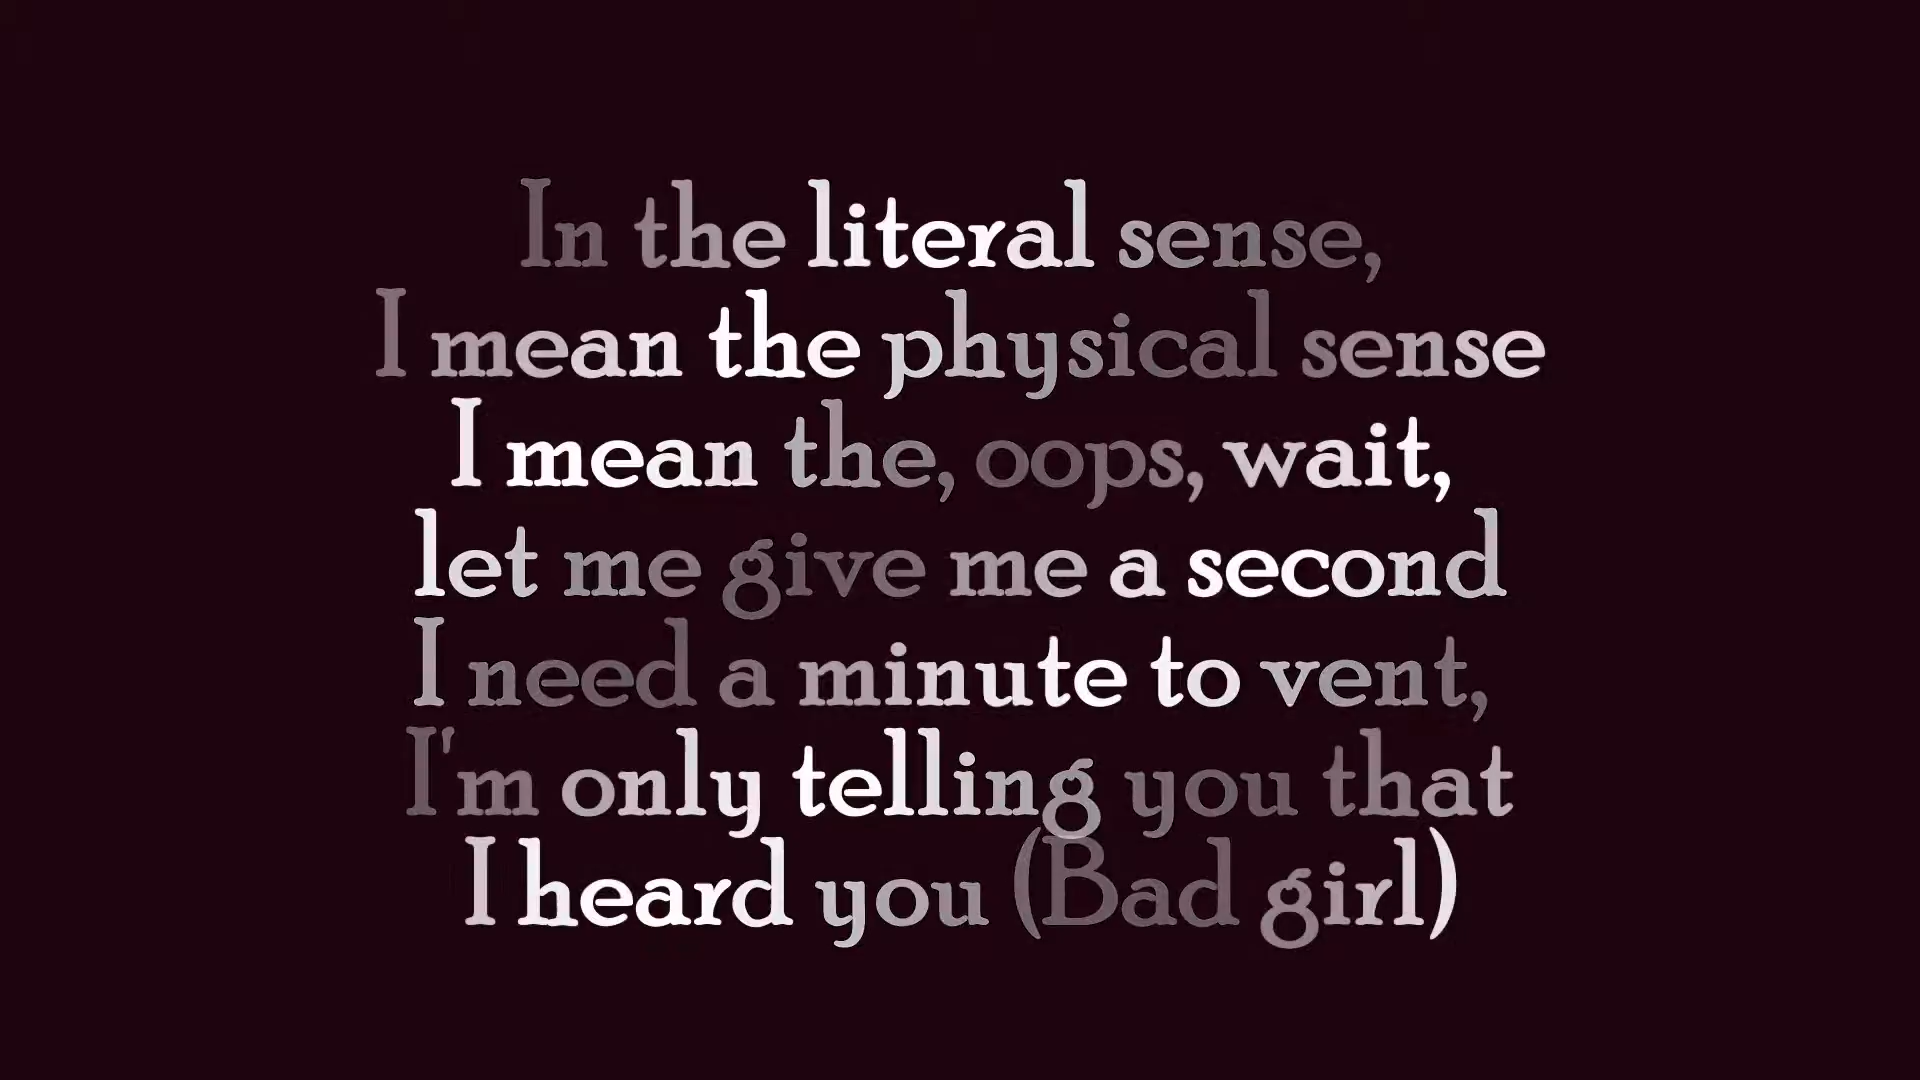 In the literal sense,
I mean the physical sense
I mean the, oops, wait,
let me give me a second
I need a minute to vent,
I'm only telling you that
I heard you (Bad girl)